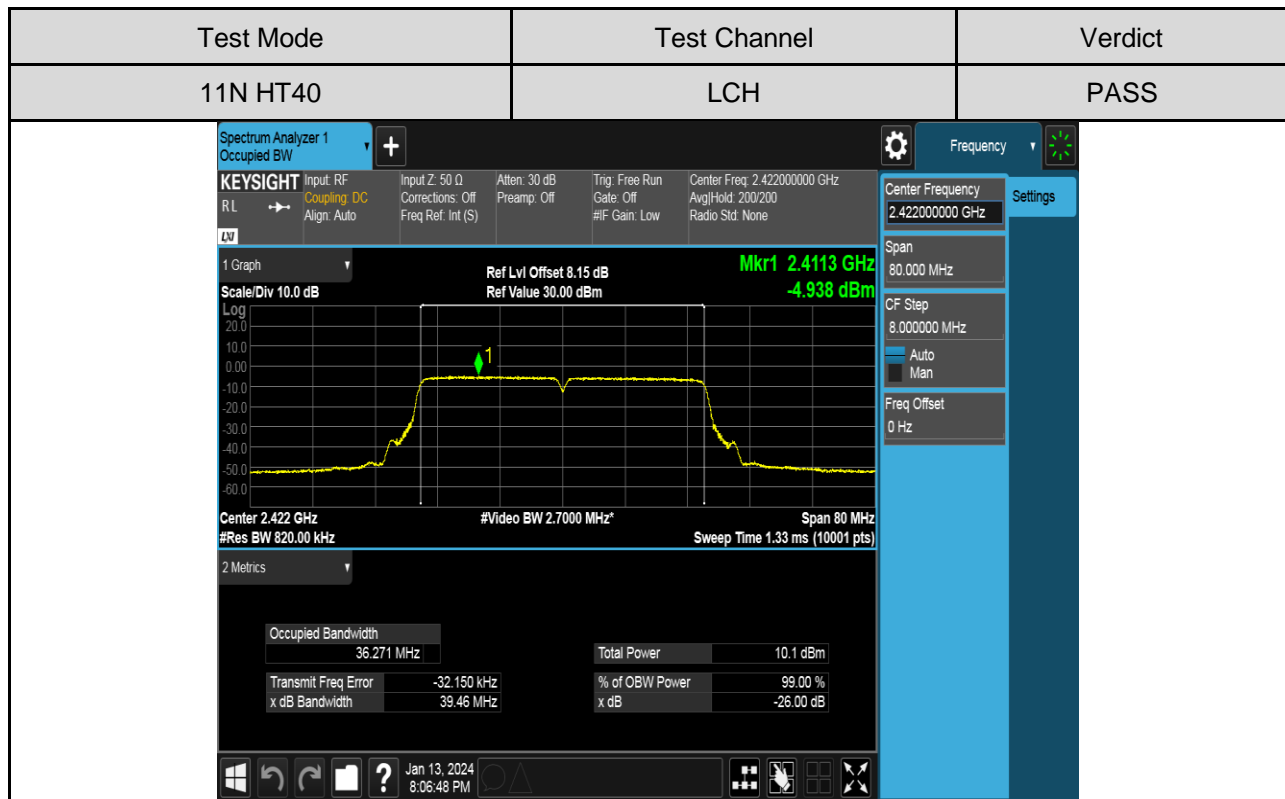 Test Mode Test Channel Verdict
11N HT40 LCH PASS
Spectrum Analyzer 1
Occupied BW
+
Frequency
KEYSIGHT
RL
LXI
Input: RF
Coupling: DC
Align: Auto
Input Z: 50 Ω
Corrections: Off
Freq Ref: Int (S)
Atten: 30 dB
Preamp: Off
Trig: Free Run
Gate: Off
#IF Gain: Low
Center Freq: 2.422000000 GHz
Avg|Hold: 200/200
Radio Std: None
Center Frequency
2.422000000 GHz
Settings
Span
80.000 MHz
CF Step
8.000000 MHz
Auto
Man
Freq Offset
0 Hz
1 Graph
Scale/Div 10.0 dB
Ref Lvl Offset 8.15 dB
Ref Value 30.00 dBm
Mkr1 2.4113 GHz
-4.938 dBm
Log
20.0
10.0
0.00
-10.0
-20.0
-30.0
-40.0
-50.0
-60.0
1
Center 2.422 GHz #Video BW 2.7000 MHz* Span 80 MHz
#Res BW 820.00 kHz Sweep Time 1.33 ms (10001 pts)
2 Metrics
Occupied Bandwidth
36.271 MHz
Total Power 10.1 dBm
Transmit Freq Error -32.150 kHz
% of OBW Power 99.00 %
x dB Bandwidth 39.46 MHz
x dB -26.00 dB
?
Jan 13, 2024
8:06:48 PM